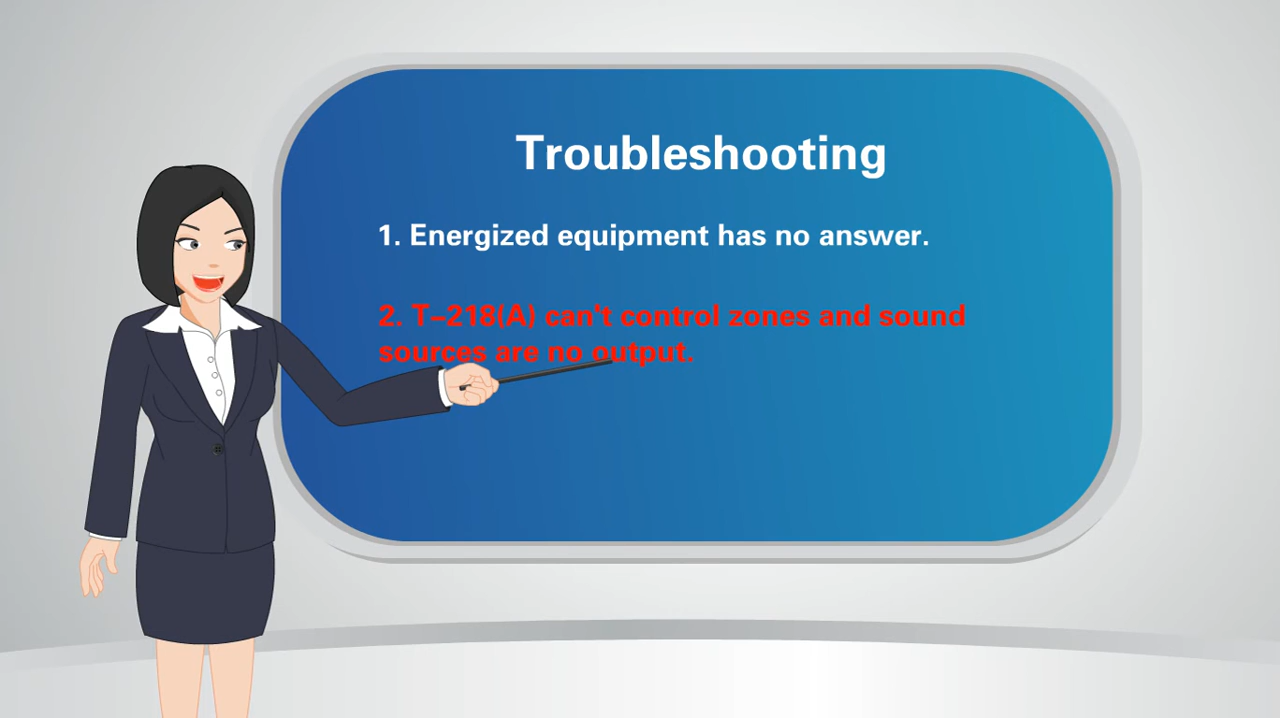 Troubleshooting
1. Energized equipment has no answer.
2. T-218(A) can't control zones and sound
sources are no output.